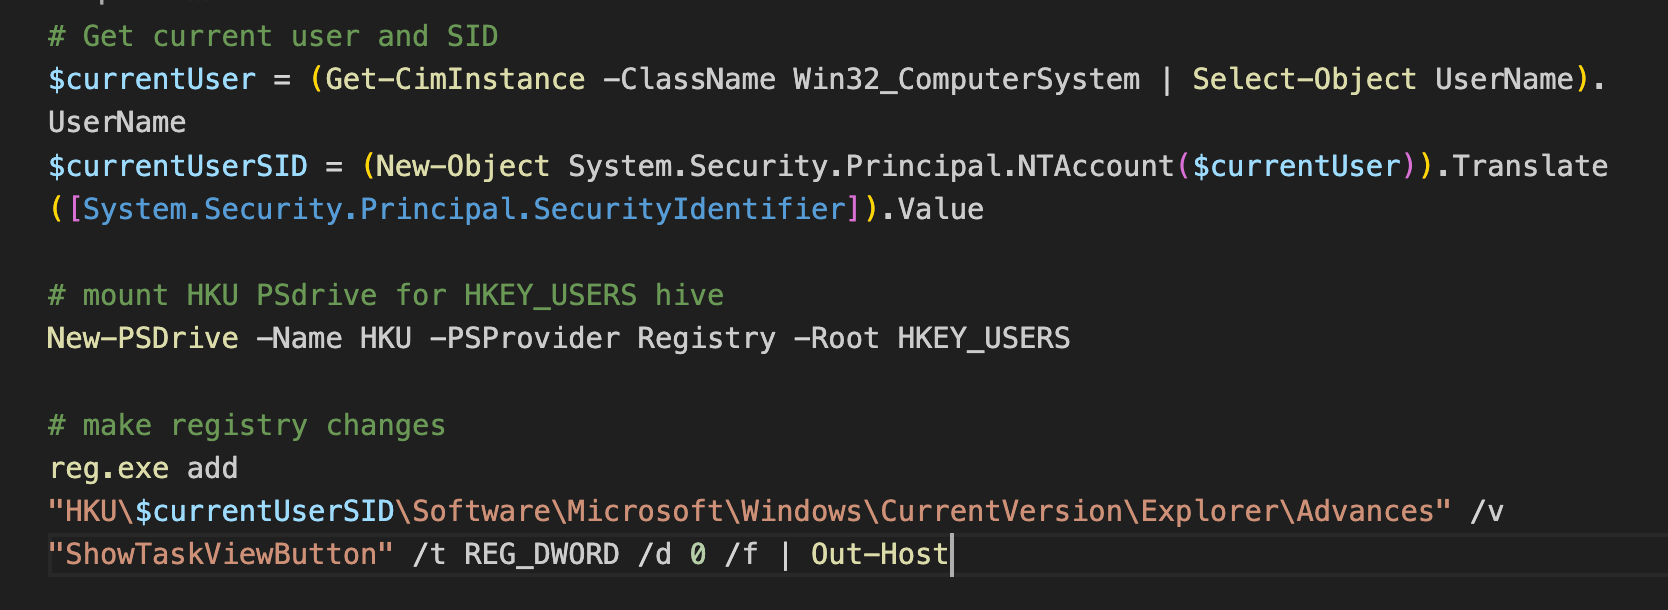 # Get current user and SID
$currentUser = (Get-CimInstance -ClassName Win32_ComputerSystem | Select-Object UserName).
UserName
$currentUserSID = (New-Object System.Security.Principal.NTAccount($currentUser)).Translate
([System.Security.Principal.SecurityIdentifier]).Value
# mount HKU PSdrive for HKEY_USERS hive
New-PSDrive -Name HKU -PSProvider Registry -Root HKEY_USERS
# make registry changes
reg.exe add
"HKU\$currentUserSID\Software\Microsoft\Windows\CurrentVersion\Explorer\Advances" /v
"ShowTaskViewButton" /t REG_DWORD /d 0 /f | Out-Host